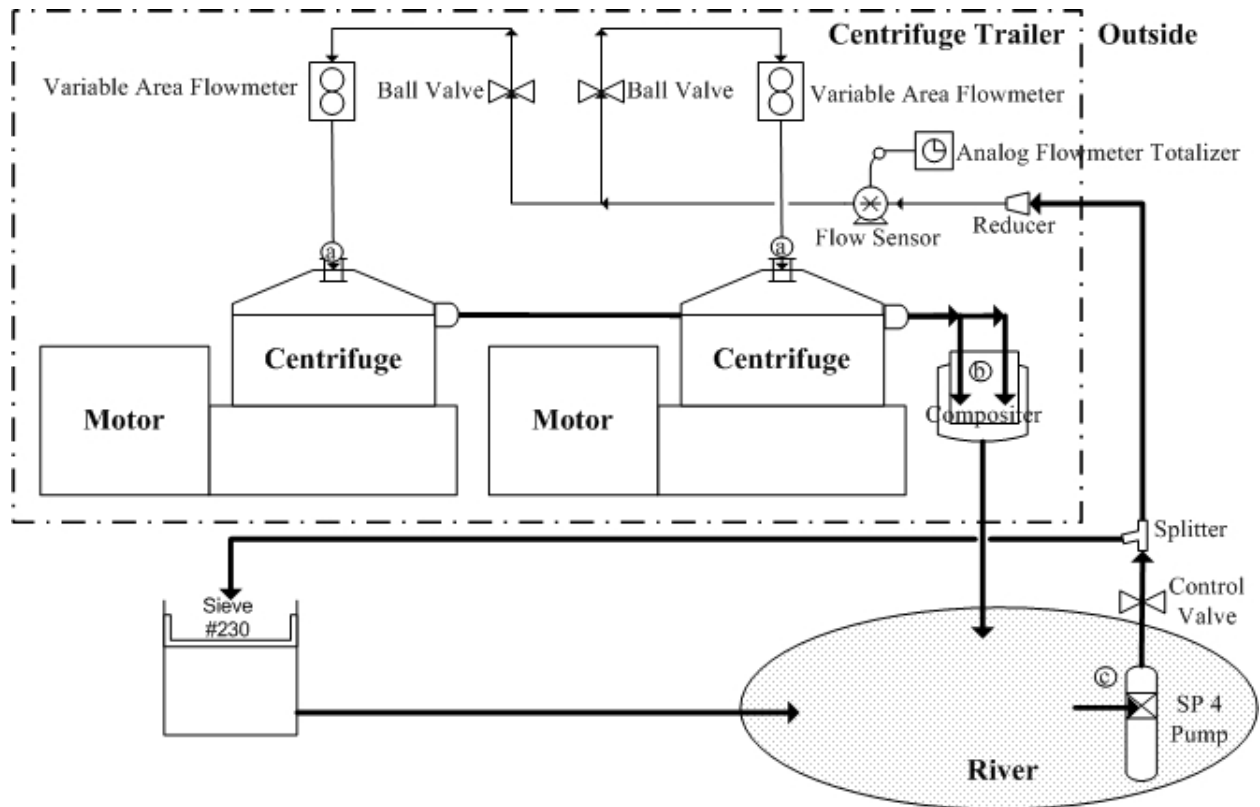 Centrifuge Trailer
Outside
Variable Area Flowmeter
Ball Valve
Ball Valve
Variable Area Flowmeter
Analog Flowmeter Totalizer
Flow Sensor
Reducer
a
a
Centrifuge
Centrifuge
Motor
Motor
b
Compositer
Splitter
Sieve
#230
Control
Valve
c
SP 4
Pump
River